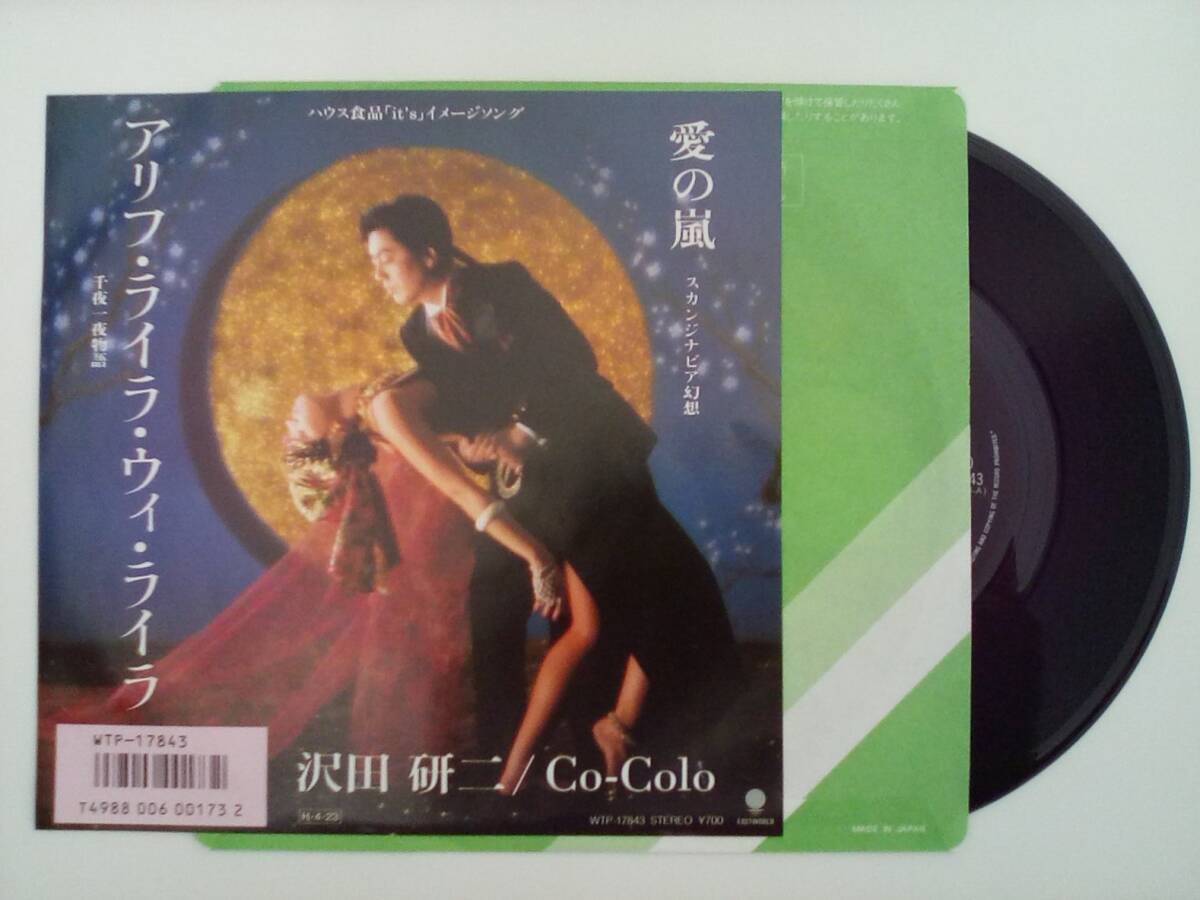 ハウス食品「it's」イメージソング
アリフ・ライラ・ウィ・ライラ
千夜一夜物語
愛の嵐
スカンジナビア幻想
沢田 研二/Co-Colo
WTP-17843
T4988 006 00173 2
H・4・23
WTP-17843 STEREO ¥700
EASTWORLD
MADE IN JAPAN